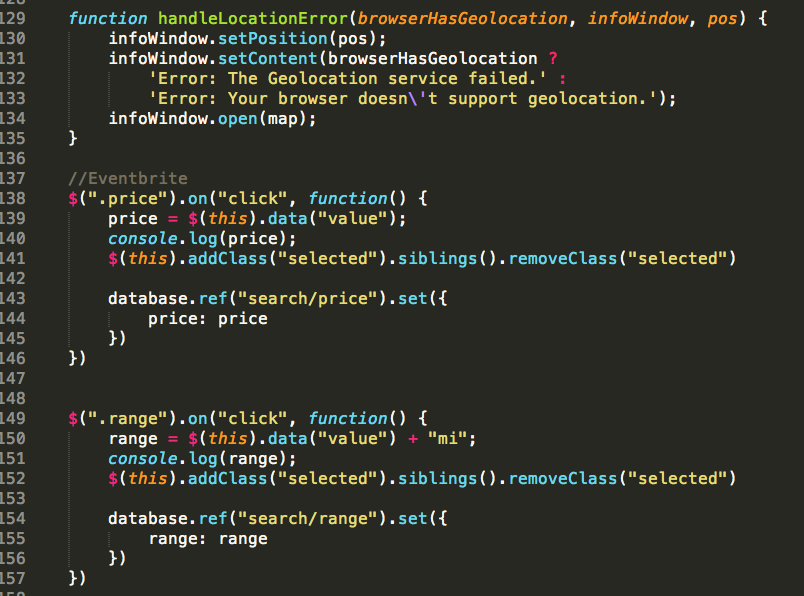 129 function handleLocationError(browserHasGeolocation, infoWindow, pos) {
130 infoWindow.setPosition(pos);
131 infoWindow.setContent(browserHasGeolocation ?
132 'Error: The Geolocation service failed.' :
133 'Error: Your browser doesn\'t support geolocation.');
134 infoWindow.open(map);
135 }
136
137 //Eventbrite
138 $(".price").on("click", function() {
139 price = $(this).data("value");
140 console.log(price);
141 $(this).addClass("selected").siblings().removeClass("selected")
142
143 database.ref("search/price").set({
144 price: price
145 })
146 })
147
148
149 $(".range").on("click", function() {
150 range = $(this).data("value") + "mi";
151 console.log(range);
152 $(this).addClass("selected").siblings().removeClass("selected")
153
154 database.ref("search/range").set({
155 range: range
156 })
157 })